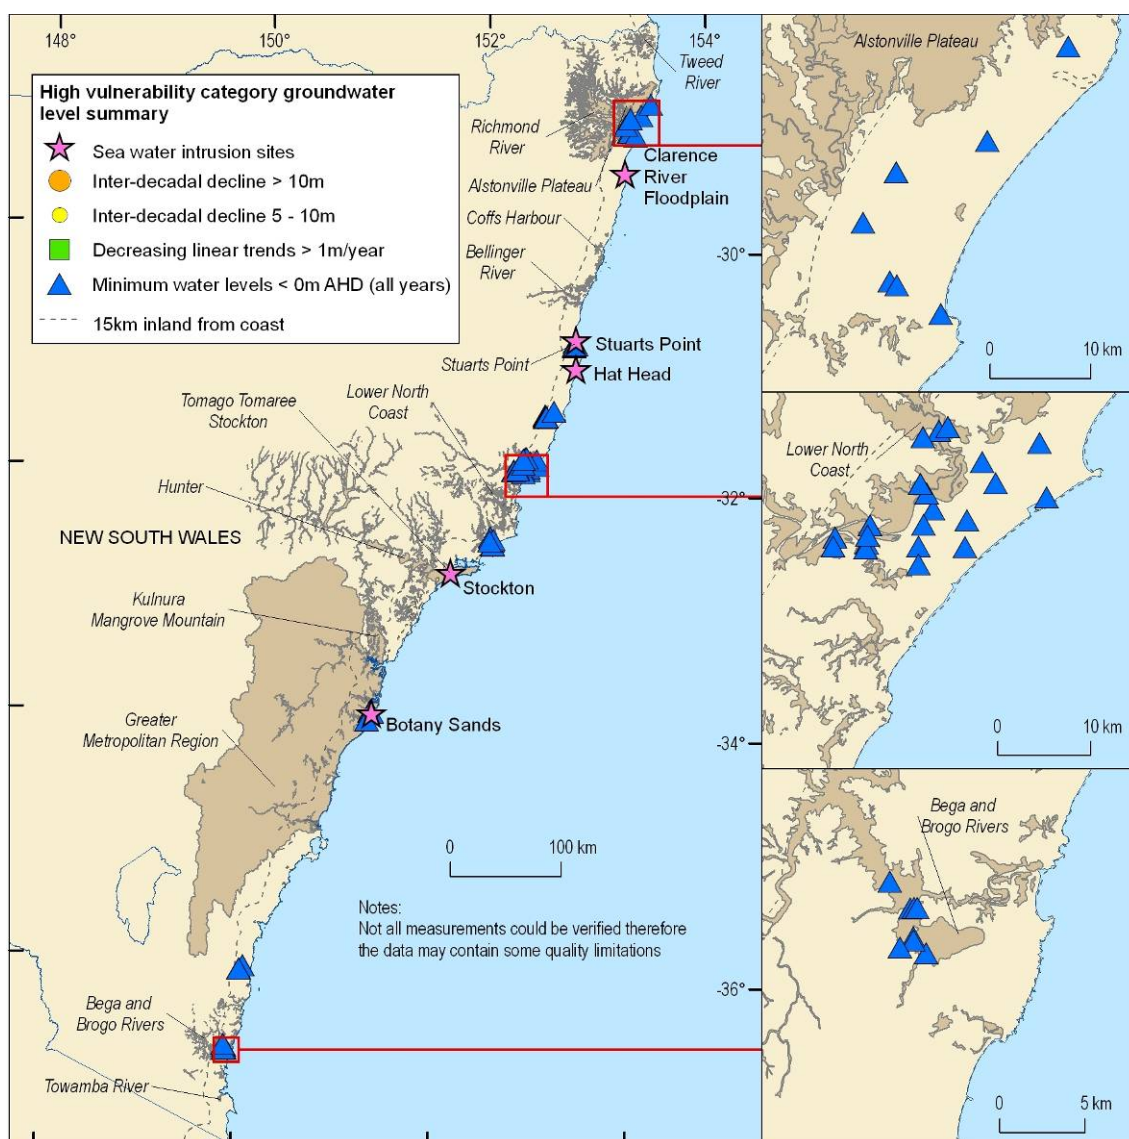 148°
150°
152°
154°
High vulnerability category groundwater
level summary
Sea water intrusion sites
Inter-decadal decline > 10m
Inter-decadal decline 5 - 10m
Decreasing linear trends > 1m/year
Minimum water levels < 0m AHD (all years)
15km inland from coast
Tweed
River
Richmond
River
Alstonville Plateau
Clarence
River
Floodplain
Coffs Harbour
Bellinger
River
-30°
Stuarts Point
Stuarts Point
Hat Head
Tomago Tomaree
Stockton
Lower North
Coast
Hunter
-32°
NEW SOUTH WALES
Stockton
Kulnura
Mangrove Mountain
Greater
Metropolitan Region
Botany Sands
-34°
0 100 km
Notes:
Not all measurements could be verified therefore
the data may contain some quality limitations
-36°
Bega and
Brogo Rivers
Towamba River
Alstonville Plateau
0 10 km
Lower North
Coast
0 10 km
Bega and
Brogo Rivers
0 5 km